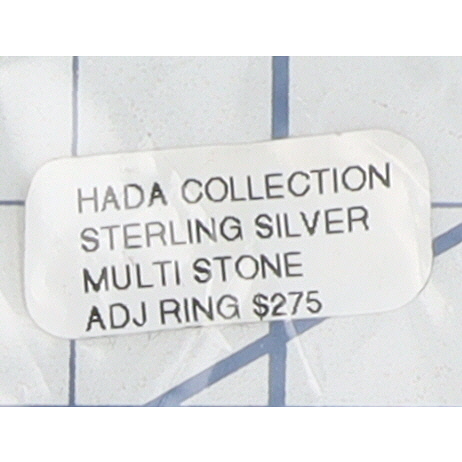 HADA COLLECTION
STERLING SILVER
MULTI STONE
ADJ RING $275